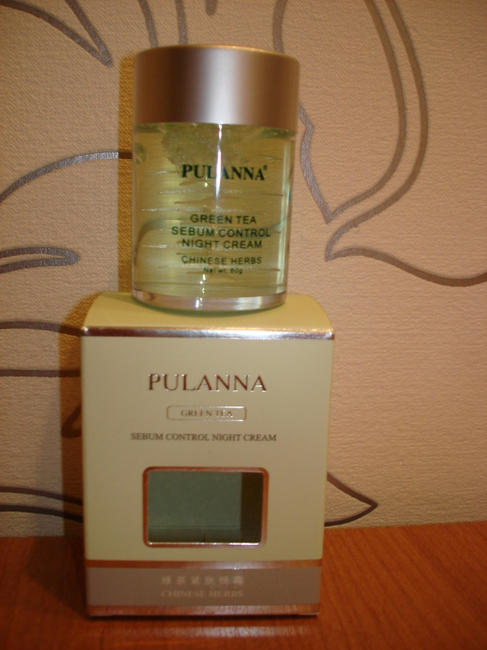 PULANNA®
GREEN TEA
SEBUM CONTROL
NIGHT CREAM
CHINESE HERBS
Net wt. 60g
PULANNA
GREEN TEA
SEBUM CONTROL NIGHT CREAM
CHINESE HERBS